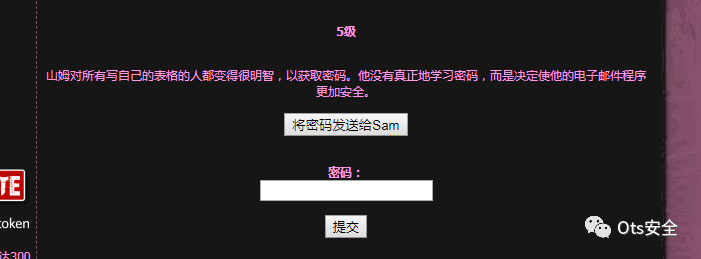 5级
山姆对所有写自己的表格的人都变得很明智，以获取密码。他没有真正地学习密码，而是决定使他的电子邮件程序
更加安全。
将密码发送给Sam
密码：
TE
token
提交
Ots安全
达300